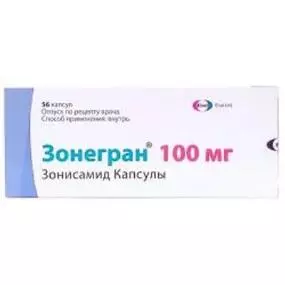 56 капсул
Отпуск по рецепту врача
Способ применения: внутрь
Зонегран® 100 мг
Зонисамид Капсулы